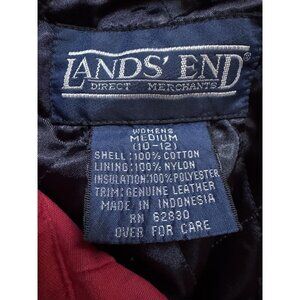 LANDS' END
DIRECT MERCHANTS
WOMENS
MEDIUM
(10-12)
SHELL:100% COTTON
LINING:100% NYLON
INSULATION:100%POLYESTER
TRIM:GENUINE LEATHER
MADE IN INDONESIA
RN 62830
OVER FOR CARE